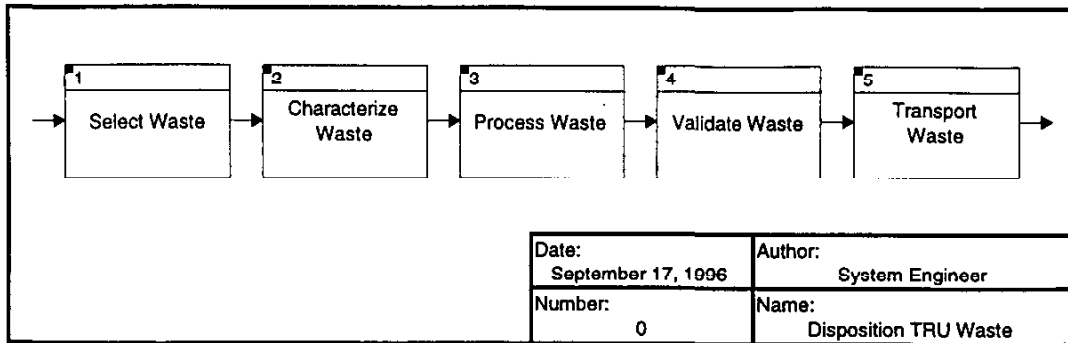 1
Select Waste
2
Characterize
Waste
3
Process Waste
4
Validate Waste
5
Transport
Waste
Date:
September 17, 1996
Author:
System Engineer
Number:
0
Name:
Disposition TRU Waste